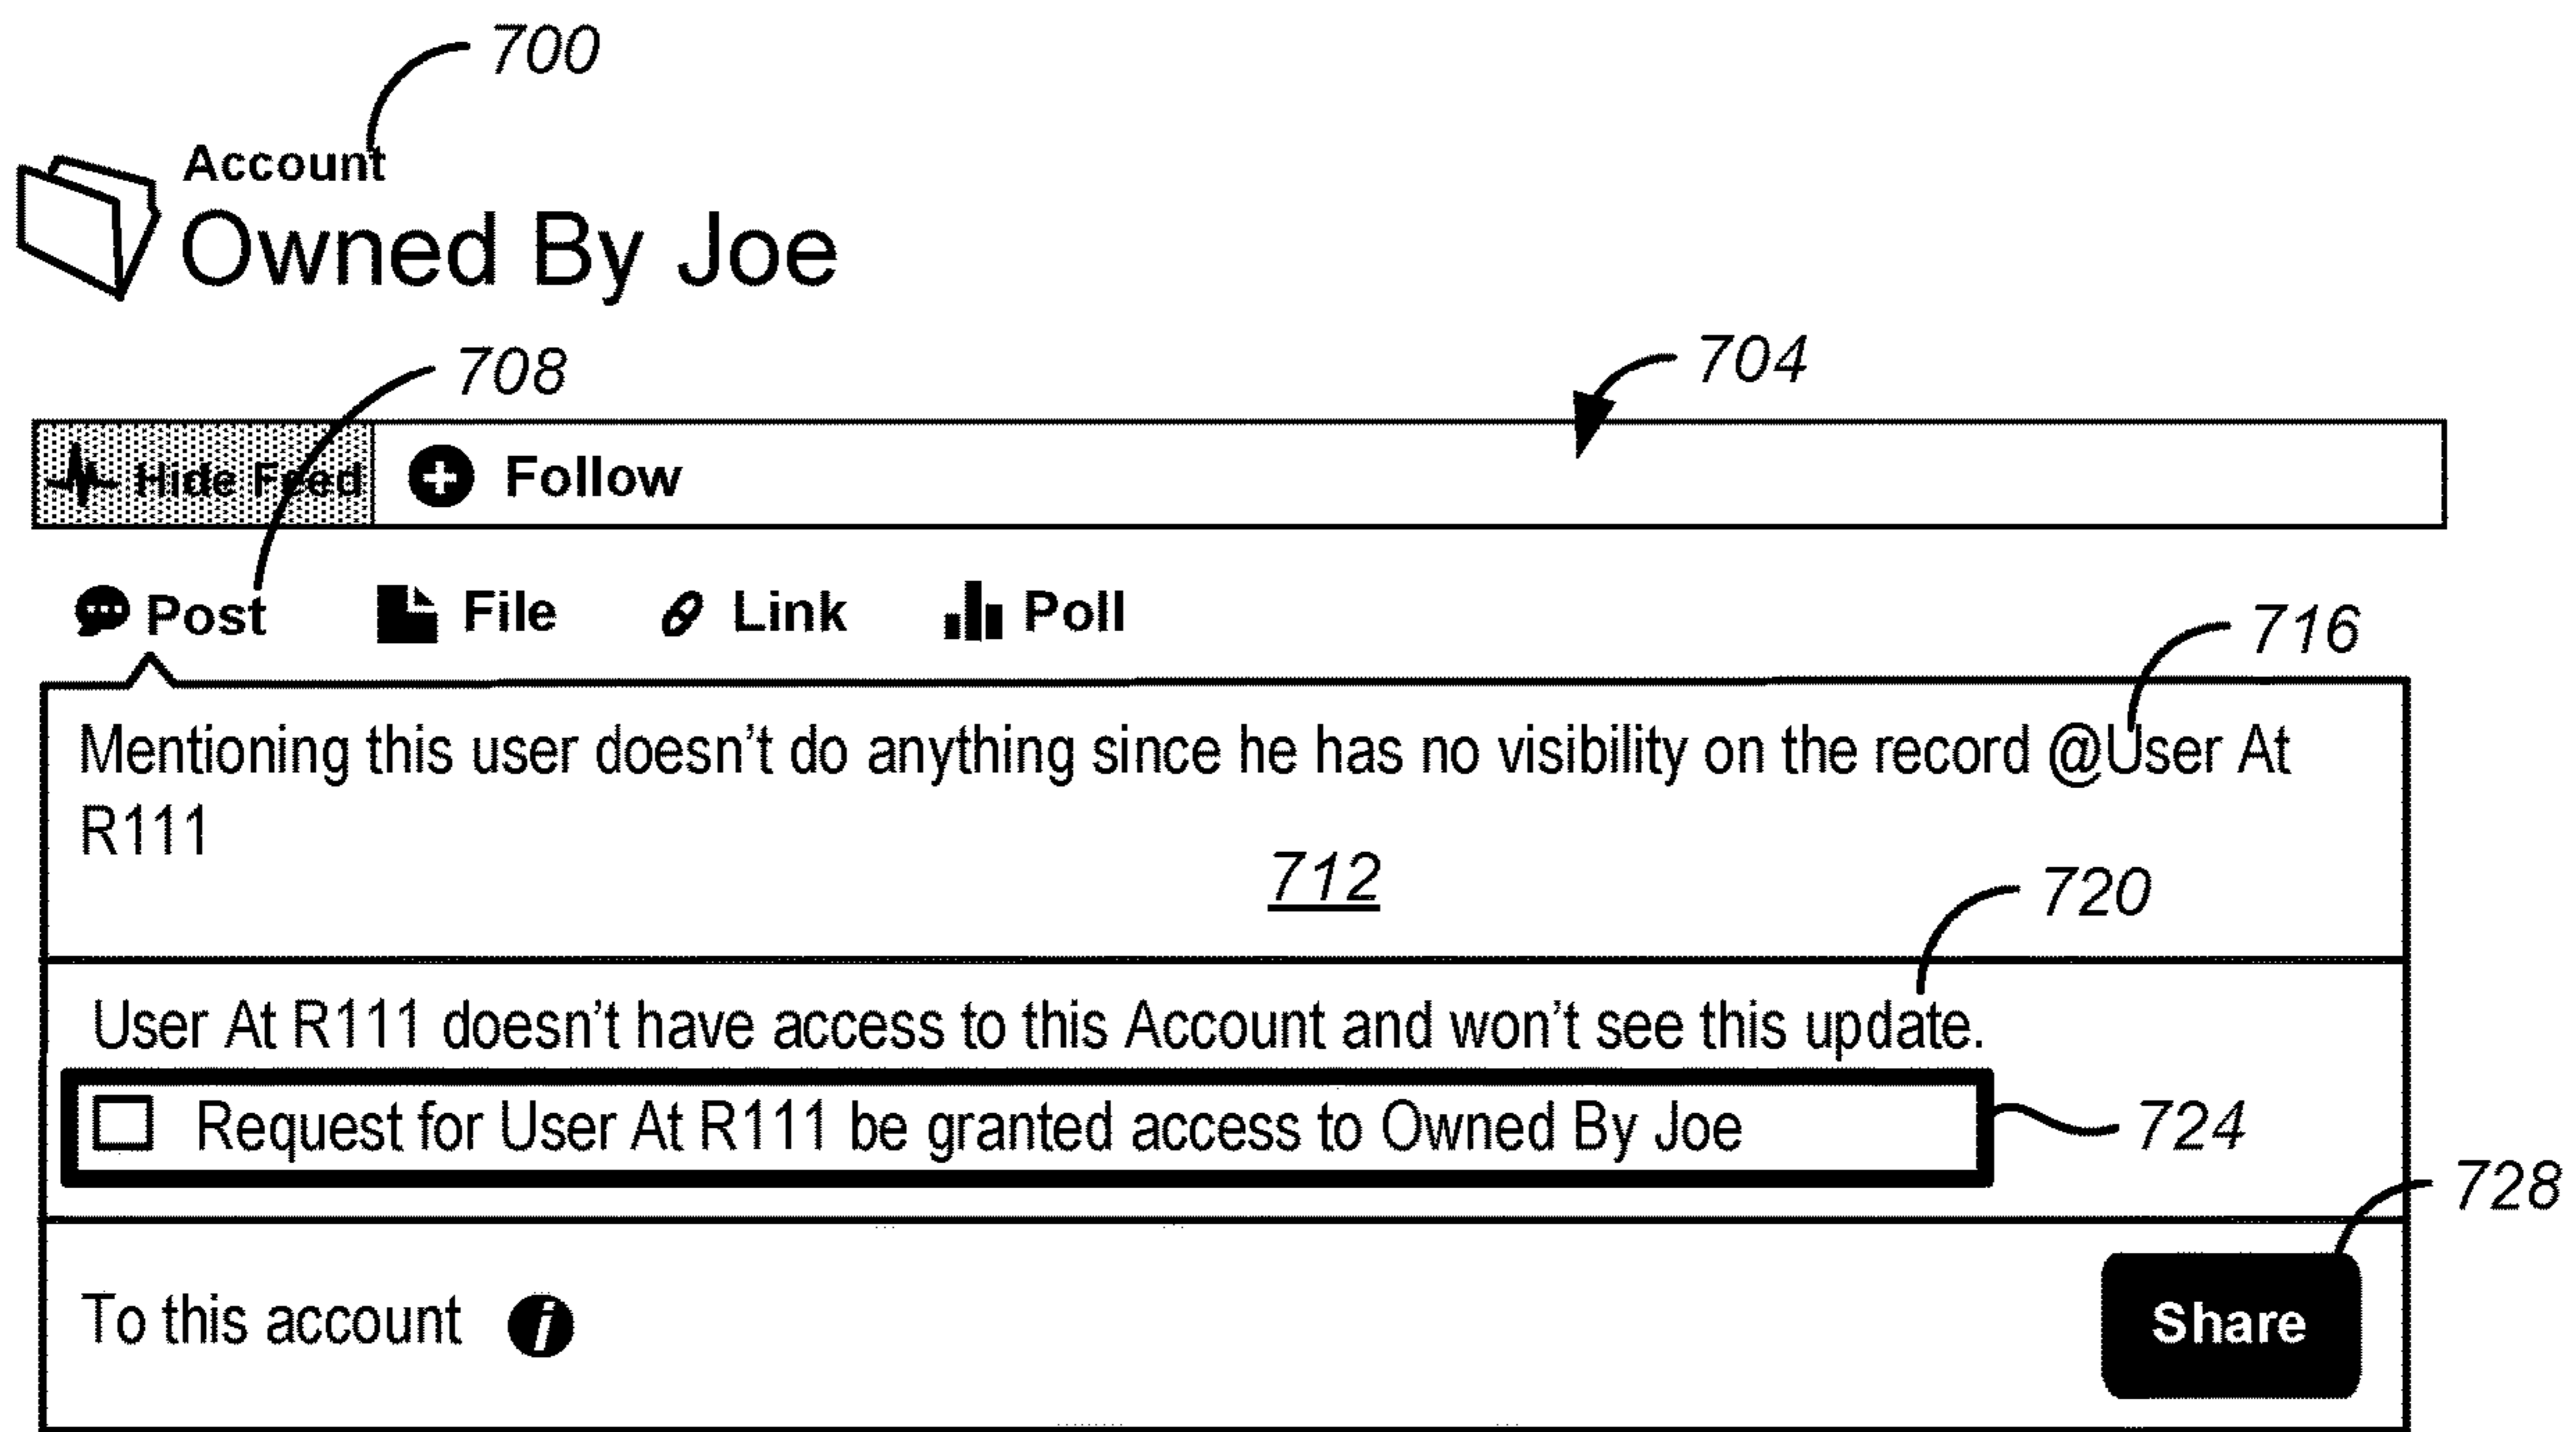 700
Account
Owned By Joe
708
704
Hide Feed Follow
Post File Link Poll
716
Mentioning this user doesn't do anything since he has no visibility on the record @User At
R111
712
720
User At R111 doesn't have access to this Account and won't see this update.
Request for User At R111 be granted access to Owned By Joe
724
728
To this account i
Share